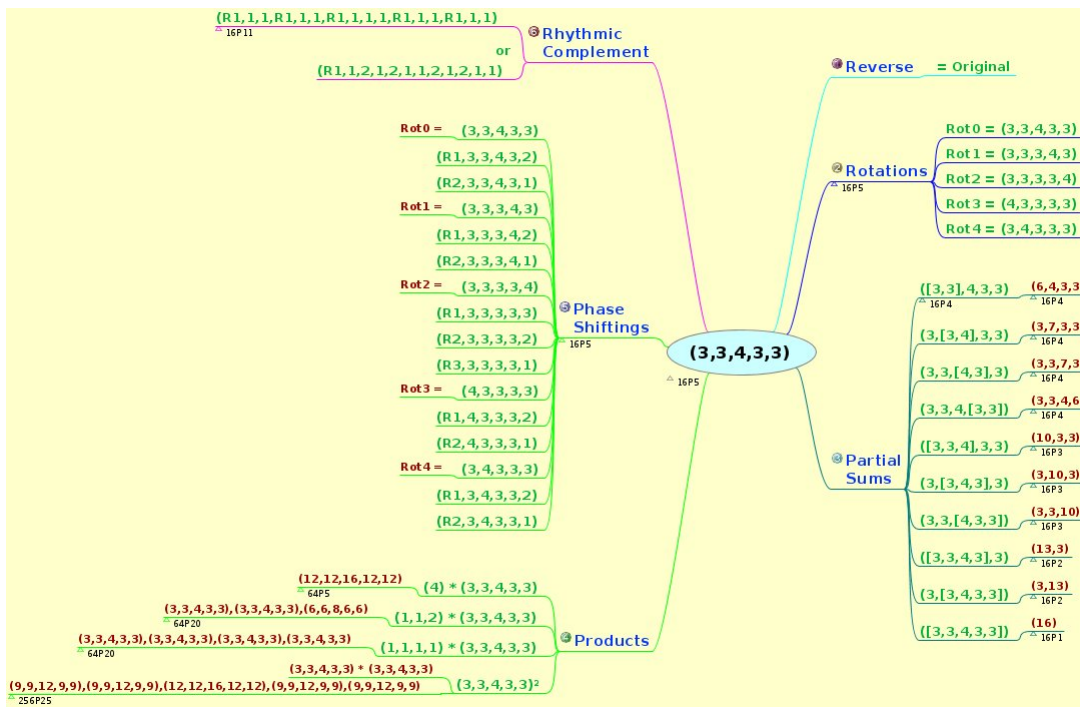 (R1,1,1,R1,1,1,R1,1,1,1,R1,1,1,R1,1,1)
16P11
or
(R1,1,2,1,2,1,1,2,1,2,1,1)
Rhythmic
Complement
Reverse
= Original
Rotations
16P5
Rot0 = (3,3,4,3,3)
Rot1 = (3,3,3,4,3)
Rot2 = (3,3,3,3,4)
Rot3 = (4,3,3,3,3)
Rot4 = (3,4,3,3,3)
Rot0 = (3,3,4,3,3)
(R1,3,3,4,3,2)
(R2,3,3,4,3,1)
Rot1 = (3,3,3,4,3)
(R1,3,3,3,4,2)
(R2,3,3,3,4,1)
Rot2 = (3,3,3,3,4)
(R1,3,3,3,3,3)
(R2,3,3,3,3,2)
(R3,3,3,3,3,1)
Rot3 = (4,3,3,3,3)
(R1,4,3,3,3,2)
(R2,4,3,3,3,1)
Rot4 = (3,4,3,3,3)
(R1,3,4,3,3,2)
(R2,3,4,3,3,1)
Phase
Shiftings
16P5
(3,3,4,3,3)
16P5
Partial
Sums
([3,3],4,3,3) (6,4,3,3
16P4 16P4
(3,[3,4],3,3) (3,7,3,3
16P4
(3,3,[4,3],3) (3,3,7,3
16P4
(3,3,4,[3,3]) (3,3,4,6
16P4
([3,3,4],3,3) (10,3,3)
16P3
(3,[3,4,3],3) (3,10,3)
16P3
(3,3,[4,3,3]) (3,3,10)
16P3
([3,3,4,3],3) (13,3)
16P2
(3,[3,4,3,3]) (3,13)
16P2
([3,3,4,3,3]) (16)
16P1
Products
(12,12,16,12,12) (4) * (3,3,4,3,3)
64P5
(3,3,4,3,3),(3,3,4,3,3),(6,6,8,6,6) (1,1,2) * (3,3,4,3,3)
64P20
(3,3,4,3,3),(3,3,4,3,3),(3,3,4,3,3),(3,3,4,3,3) (1,1,1,1) * (3,3,4,3,3)
64P20
(3,3,4,3,3) * (3,3,4,3,3)
(9,9,12,9,9),(9,9,12,9,9),(12,12,16,12,12),(9,9,12,9,9),(9,9,12,9,9) (3,3,4,3,3)²
256P25